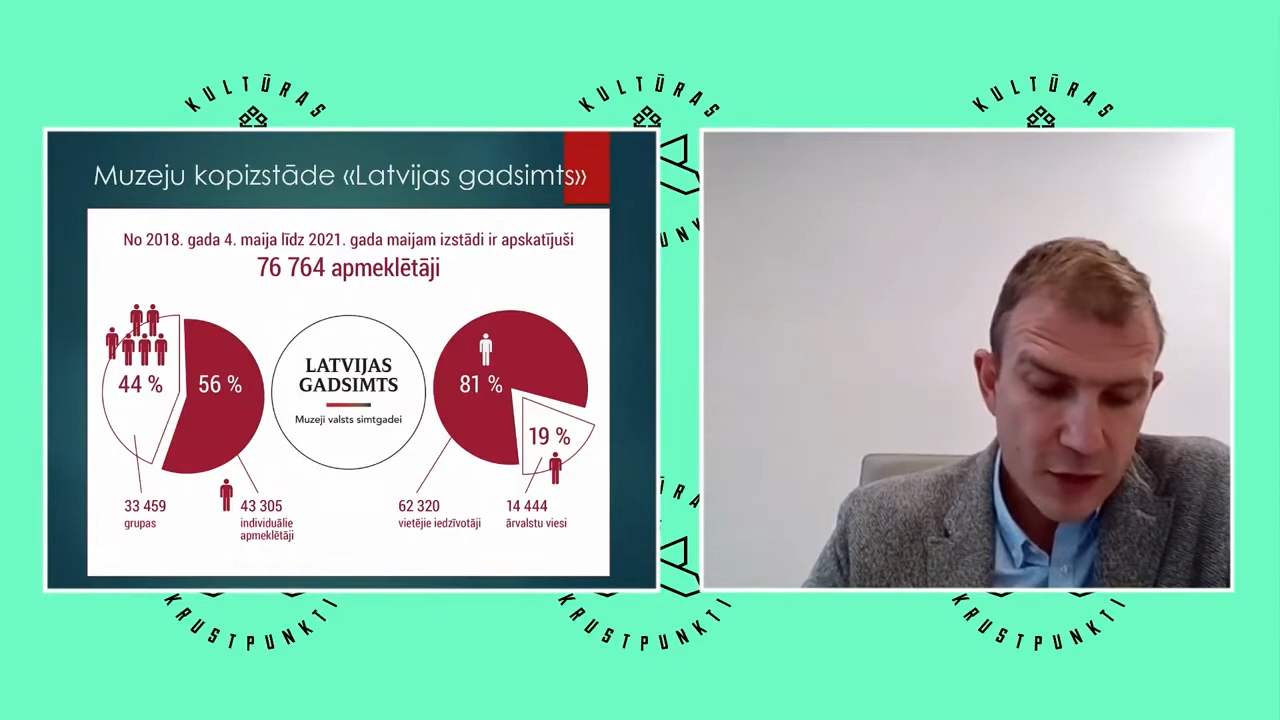 KULTŪRAS
KULTŪRAS
KULTŪRAS
Muzeju kopizstāde «Latvijas gadsimts»
No 2018. gada 4. maija līdz 2021. gada maijam izstādi ir apskatījuši
76 764 apmeklētāji
44 %
56 %
LATVIJAS
GADSIMTS
Muzeji valsts simtgadei
81 %
19 %
33 459
grupas
43 305
individuālie
apmeklētāji
62 320
vietējie iedzīvotāji
14 444
ārvalstu viesi
KRUSTPUNKTI
KRUSTPUNKTI
KRUSTPUNKTI